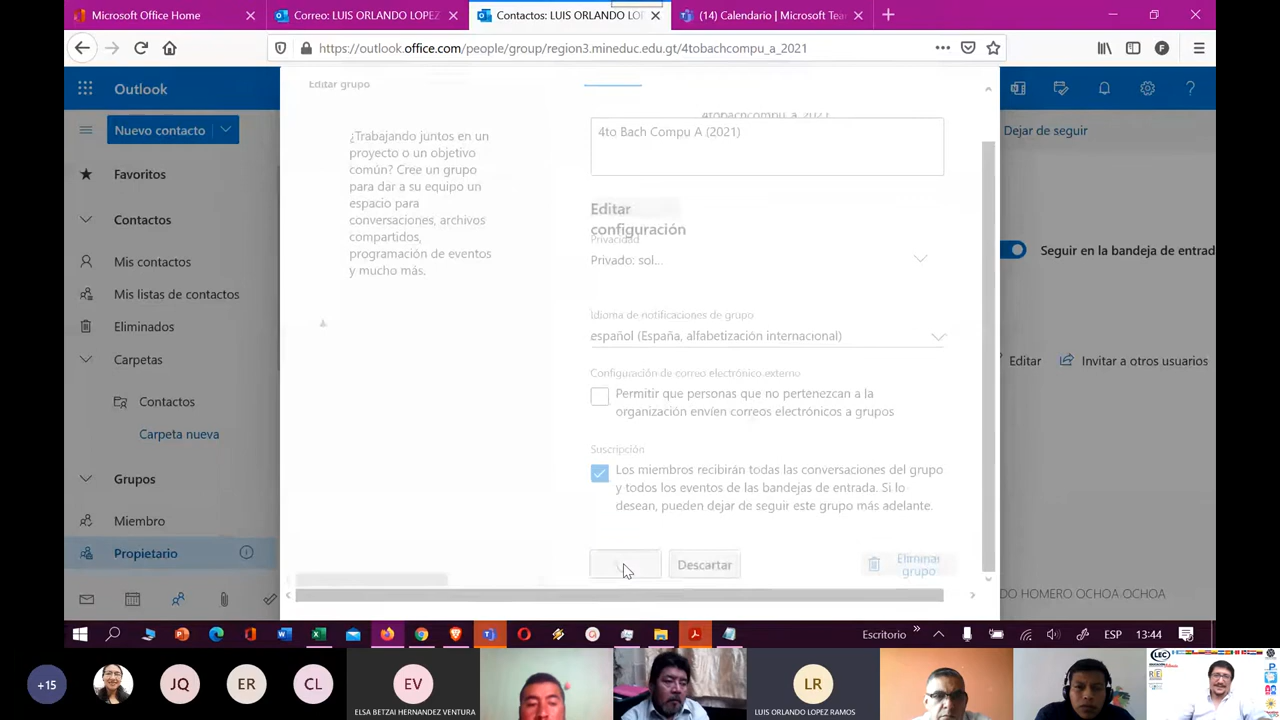 Microsoft Office Home
Correo: LUIS ORLANDO LOPEZ
Contactos: LUIS ORLANDO LO
(14) Calendario | Microsoft Tea
https://outlook.office.com/people/group/region3.mineduc.edu.gt/4tobachcompu_a_2021
F
Outlook
Editar grupo
4tobachcompu_a_2021
Nuevo contacto
4to Bach Compu A (2021)
Dejar de seguir
¿Trabajando juntos en un
proyecto o un objetivo
común? Cree un grupo
para dar a su equipo un
espacio para
conversaciones, archivos
compartidos,
programación de eventos
y mucho más.
Favoritos
Contactos
Mis contactos
Mis listas de contactos
Eliminados
Carpetas
Contactos
Carpeta nueva
Grupos
Miembro
Propietario
Editar
configuración
Privacidad
Privado: sol...
Idioma de notificaciones de grupo
español (España, alfabetización internacional)
Configuración de correo electrónico externo
Permitir que personas que no pertenezcan a la
organización envíen correos electrónicos a grupos
Suscripción
Los miembros recibirán todas las conversaciones del grupo
y todos los eventos de las bandejas de entrada. Si lo
desean, pueden dejar de seguir este grupo más adelante.
Descartar
Eliminar
grupo
Seguir en la bandeja de entrad
Editar
Invitar a otros usuarios
DO HOMERO OCHOA OCHOA
Escritorio
ESP
13:44
+15
JQ
ER
CL
EV
ELSA BETZAI HERNANDEZ VENTURA
LR
LUIS ORLANDO LOPEZ RAMOS
LEC